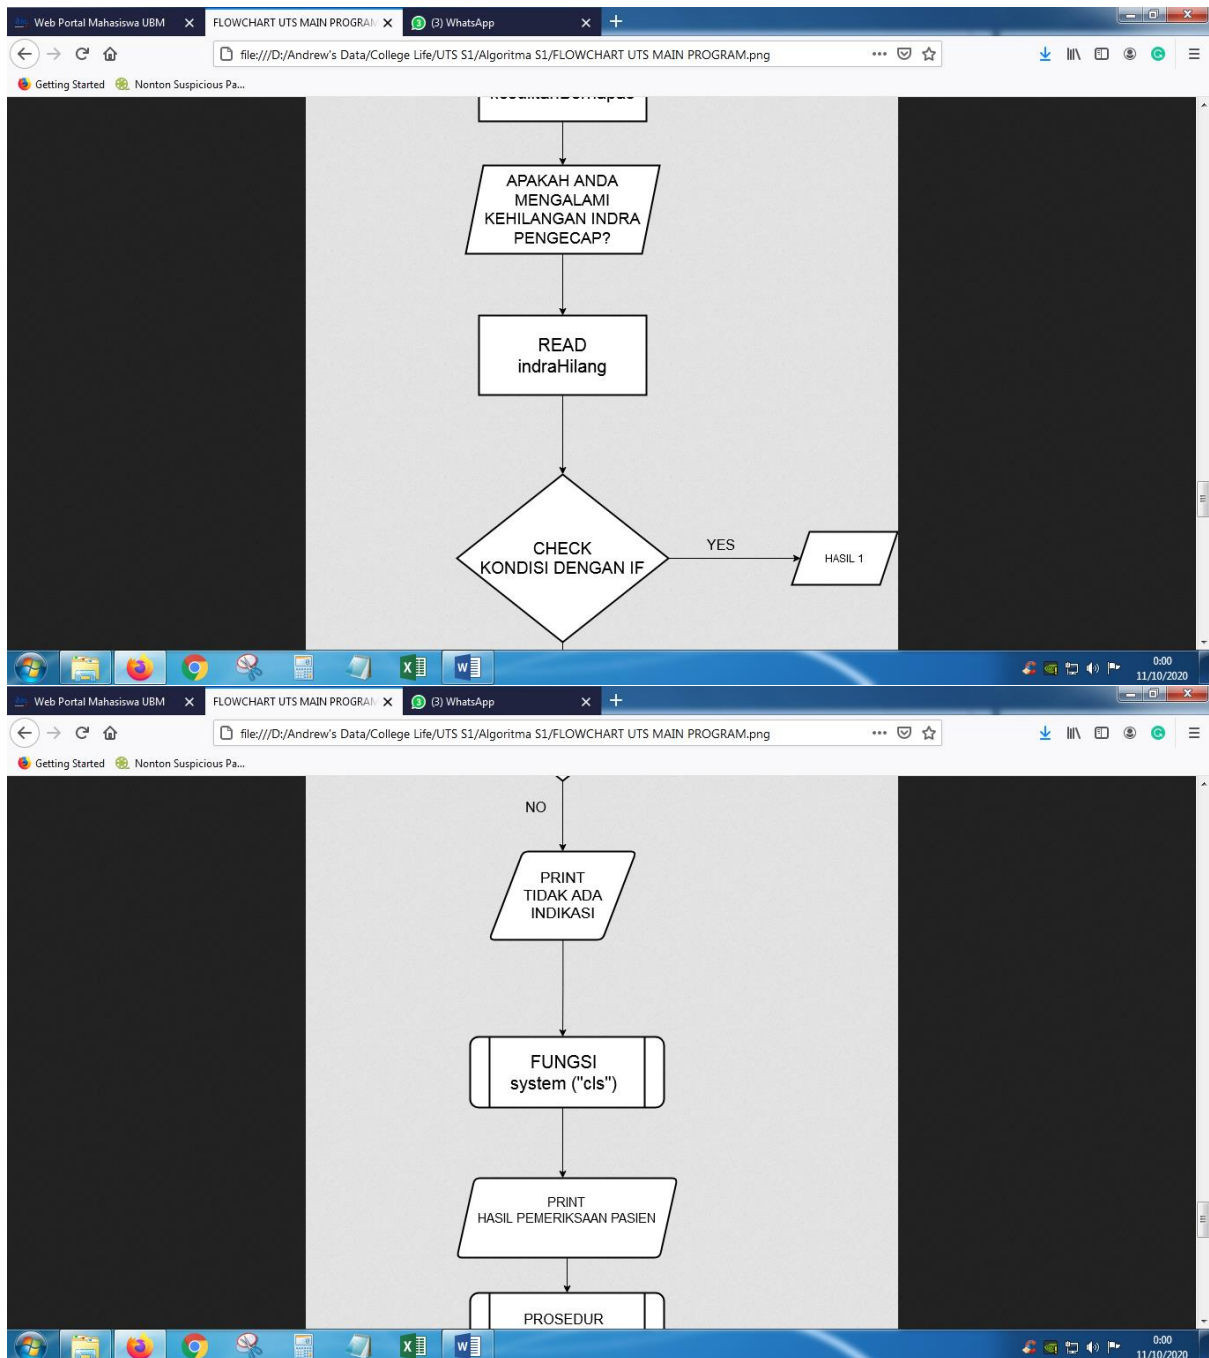 Web Portal Mahasiswa UBM
FLOWCHART UTS MAIN PROGRAM
(3) WhatsApp
file:///D:/Andrew's Data/College Life/UTS S1/Algoritma S1/FLOWCHART UTS MAIN PROGRAM.png
Getting Started
Nonton Suspicious Pa...
APAKAH ANDA
MENGALAMI
KEHILANGAN INDRA
PENGECAP?
READ
indraHilang
CHECK
KONDISI DENGAN IF
YES
HASIL 1
0:00
11/10/2020
Web Portal Mahasiswa UBM
FLOWCHART UTS MAIN PROGRAM
(3) WhatsApp
file:///D:/Andrew's Data/College Life/UTS S1/Algoritma S1/FLOWCHART UTS MAIN PROGRAM.png
Getting Started
Nonton Suspicious Pa...
NO
PRINT
TIDAK ADA
INDIKASI
FUNGSI
system ("cls")
PRINT
HASIL PEMERIKSAAN PASIEN
PROSEDUR
0:00
11/10/2020